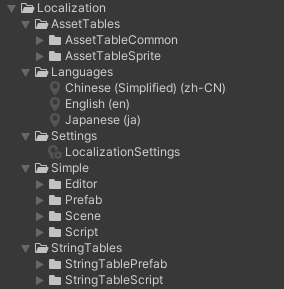 Localization
AssetTables
AssetTableCommon
AssetTableSprite
Languages
Chinese (Simplified) (zh-CN)
English (en)
Japanese (ja)
Settings
LocalizationSettings
Simple
Editor
Prefab
Scene
Script
StringTables
StringTablePrefab
StringTableScript